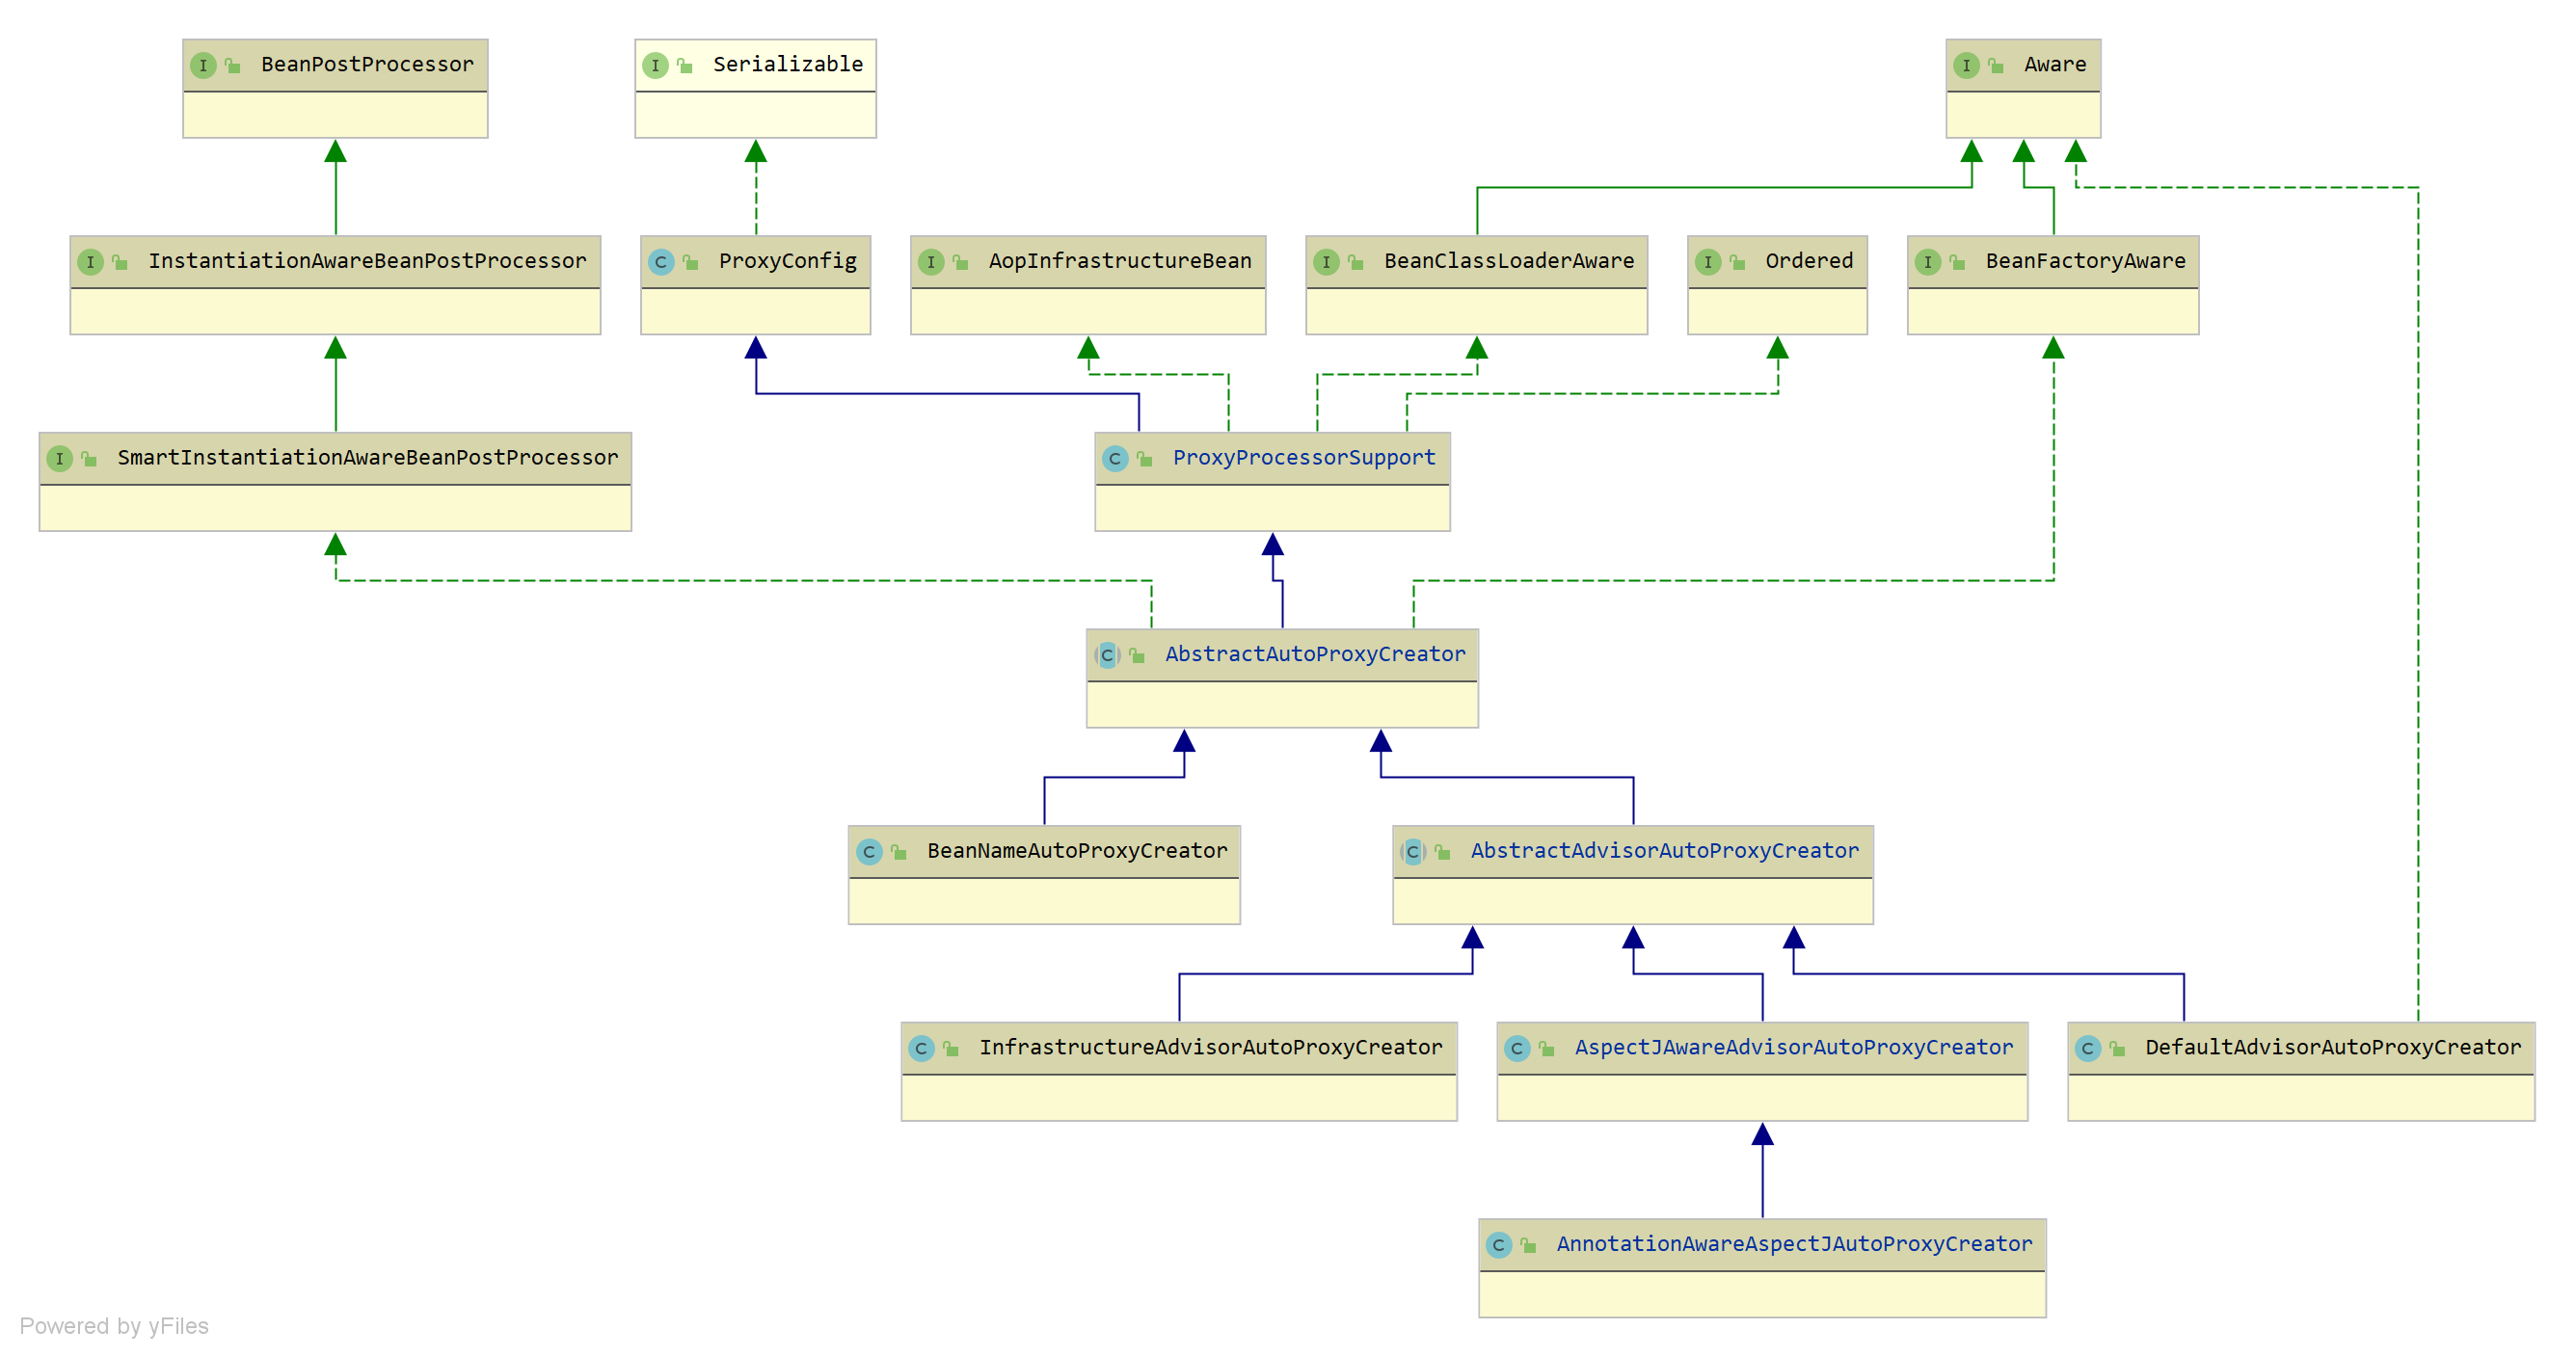 BeanPostProcessor
Serializable
Aware
InstantiationAwareBeanPostProcessor
ProxyConfig
AopInfrastructureBean
BeanClassLoaderAware
Ordered
BeanFactoryAware
SmartInstantiationAwareBeanPostProcessor
ProxyProcessorSupport
AbstractAutoProxyCreator
BeanNameAutoProxyCreator
AbstractAdvisorAutoProxyCreator
InfrastructureAdvisorAutoProxyCreator
AspectJAwareAdvisorAutoProxyCreator
DefaultAdvisorAutoProxyCreator
AnnotationAwareAspectJAutoProxyCreator
Powered by yFiles